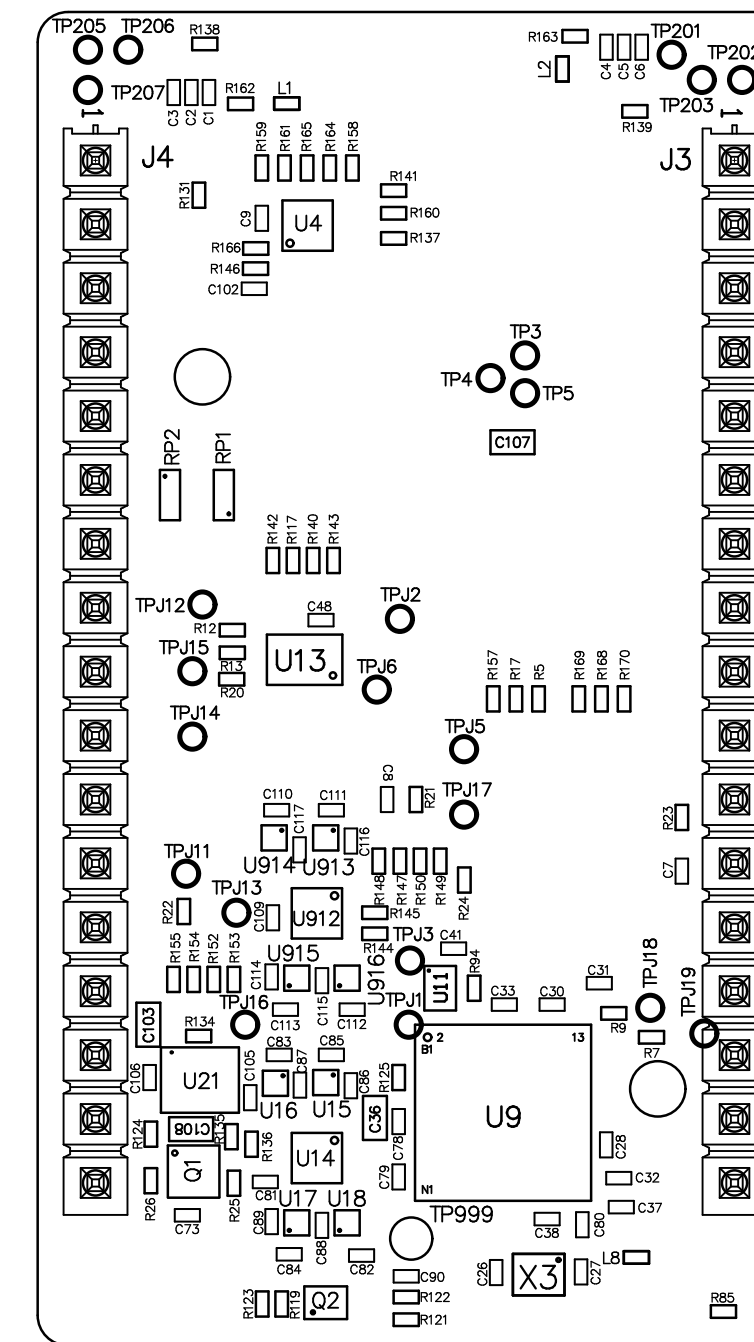 TP205
TP206
R138
R163
TP201
TP202
L2
C4
C5
C6
TP207
C3
C2
C1
R162
L1
TP203
R139
1
1
J4
J3
R159
R161
R165
R164
R158
R141
R131
C9
U4
R160
R137
R166
R146
C102
TP3
TP4
TP5
C107
RP2
RP1
R142
R117
R140
R143
TPJ12
C48
TPJ2
R12
TPJ15
R13
R20
U13
TPJ6
R157
R17
R5
R169
R168
R170
TPJ14
TPJ5
C8
R21
TPJ17
C110
C111
C117
C116
R23
U914
U913
TPJ11
R148
R147
R150
R149
R24
C7
TPJ13
R22
C109
U912
R145
R144
R155
R154
R152
R153
U915
C114
C115
U916
TPJ3
C41
U11
R94
C31
TPJ18
TPJ19
C103
TPJ16
C113
C112
TPJ1
C33
C30
R9
R7
R134
C83
C85
B1
2
13
C106
U21
C105
C87
C86
R125
U16
U15
C36
C78
U9
R124
C108
R135
R136
U14
C28
R26
Q1
R25
C81
C79
N1
C32
C73
C89
U17
C88
U18
TP999
C38
C80
C37
C84
C82
C90
C26
X3
C27
L8
R123
R119
Q2
R122
R121
R85